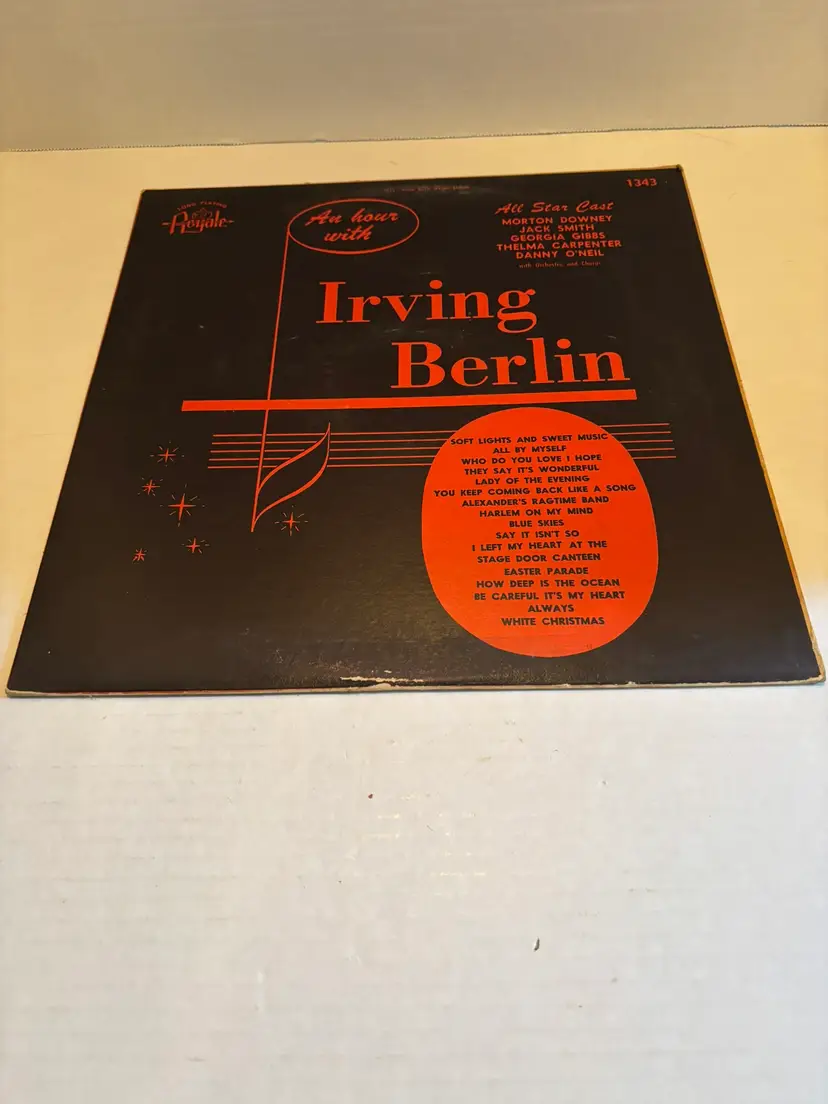 LONG PLAYING
Royale
An hour
with
1343
All Star Cast
MORTON DOWNEY
JACK SMITH
GEORGIA GIBBS
THELMA CARPENTER
DANNY O'NEIL
with Orchestra and Chorus
Irving
Berlin
SOFT LIGHTS AND SWEET MUSIC
ALL BY MYSELF
WHO DO YOU LOVE I HOPE
THEY SAY IT'S WONDERFUL
LADY OF THE EVENING
YOU KEEP COMING BACK LIKE A SONG
ALEXANDER'S RAGTIME BAND
HARLEM ON MY MIND
BLUE SKIES
SAY IT ISN'T SO
I LEFT MY HEART AT THE
STAGE DOOR CANTEEN
EASTER PARADE
HOW DEEP IS THE OCEAN
BE CAREFUL IT'S MY HEART
ALWAYS
WHITE CHRISTMAS